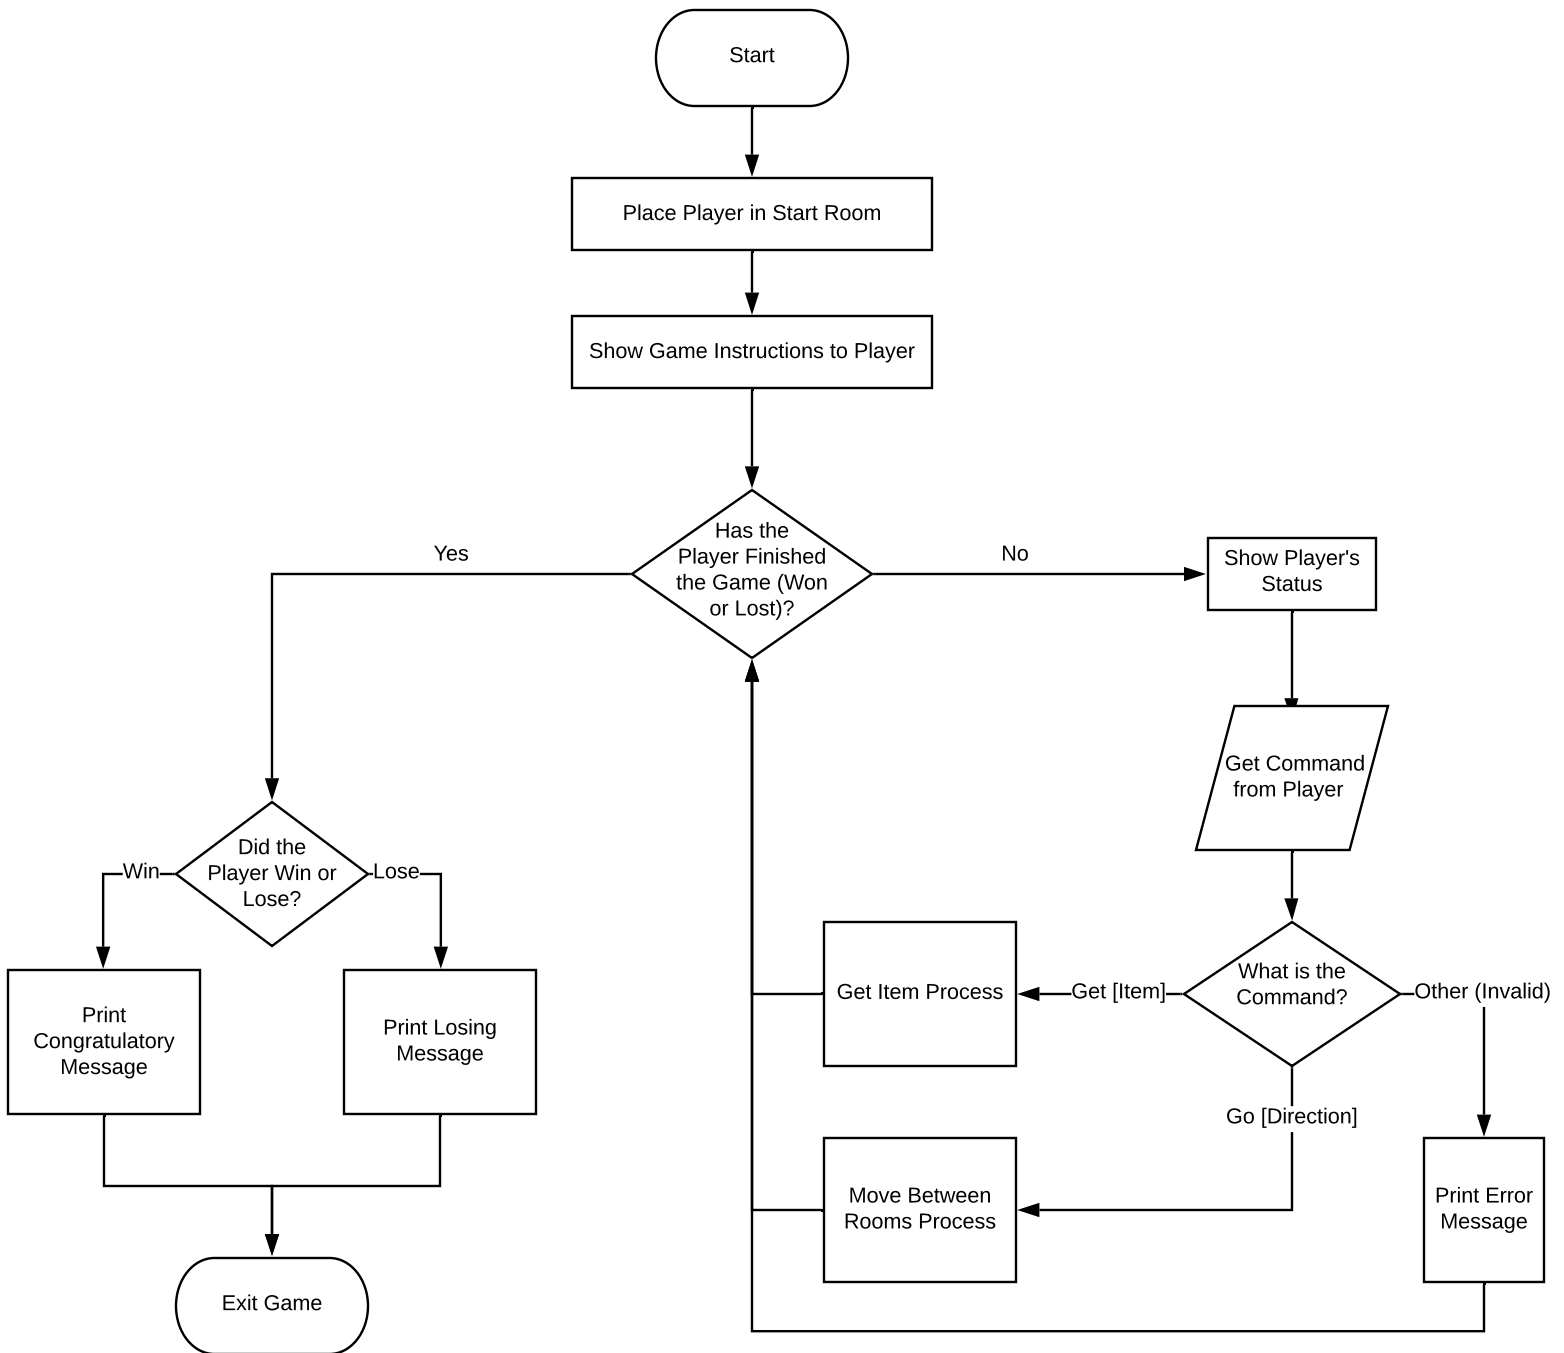 Start
Place Player in Start Room
Show Game Instructions to Player
Has the
Player Finished
the Game (Won
or Lost)?
Yes
No
Show Player's
Status
Get Command
from Player
Did the
Player Win or
Lose?
Win
Lose
What is the
Command?
Get [Item]
Other (Invalid)
Go [Direction]
Get Item Process
Print
Congratulatory
Message
Print Losing
Message
Move Between
Rooms Process
Print Error
Message
Exit Game